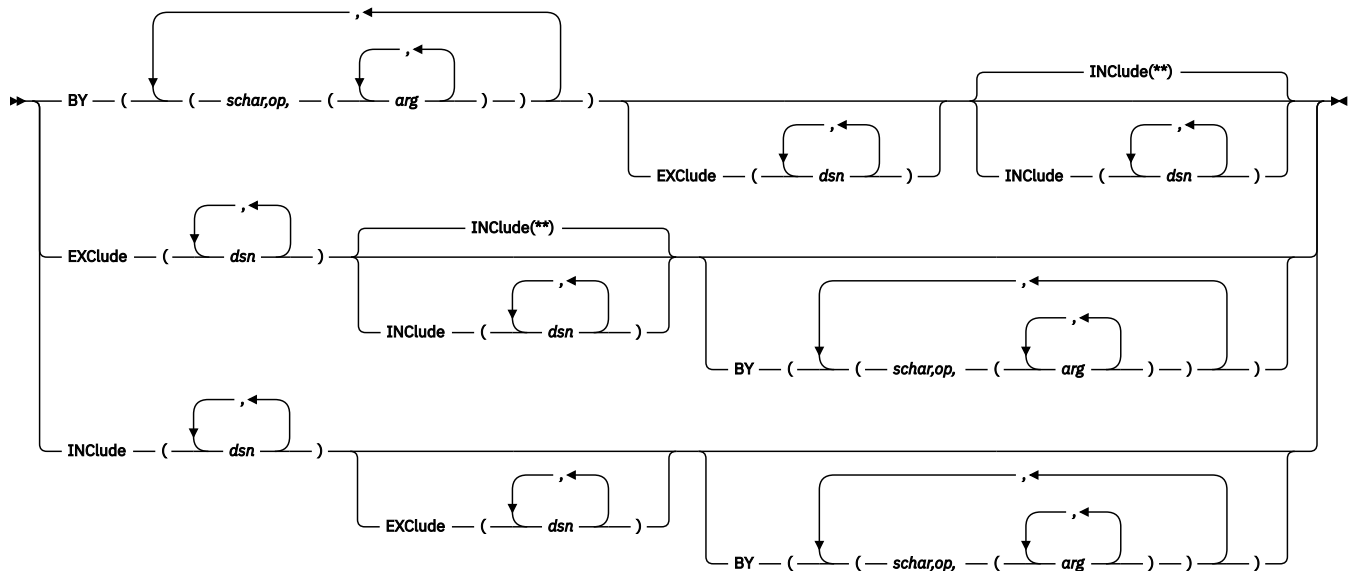 ,
,
INClude(**)
BY ( ( schar,op, ( arg ) ) )
, ,
EXClude ( dsn ) INClude ( dsn )
,
INClude(**)
EXClude ( dsn )
, ,
INClude ( dsn )
,
BY ( ( schar,op, ( arg ) ) )
,
INClude ( dsn )
, ,
EXClude ( dsn )
,
BY ( ( schar,op, ( arg ) ) )